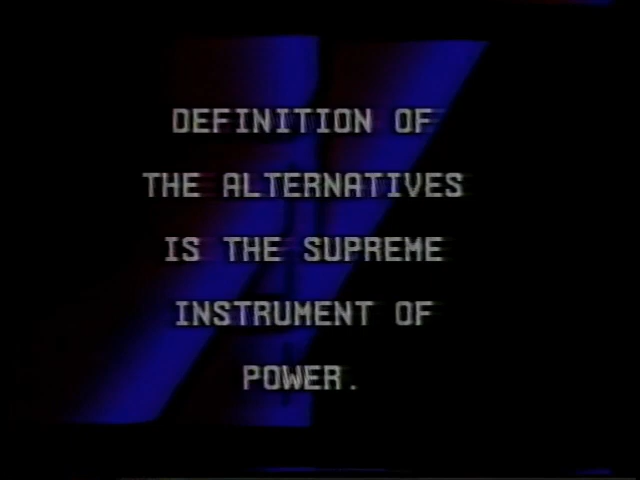 DEFINITION OF
THE ALTERNATIVES
IS THE SUPREME
INSTRUMENT OF
POWER.